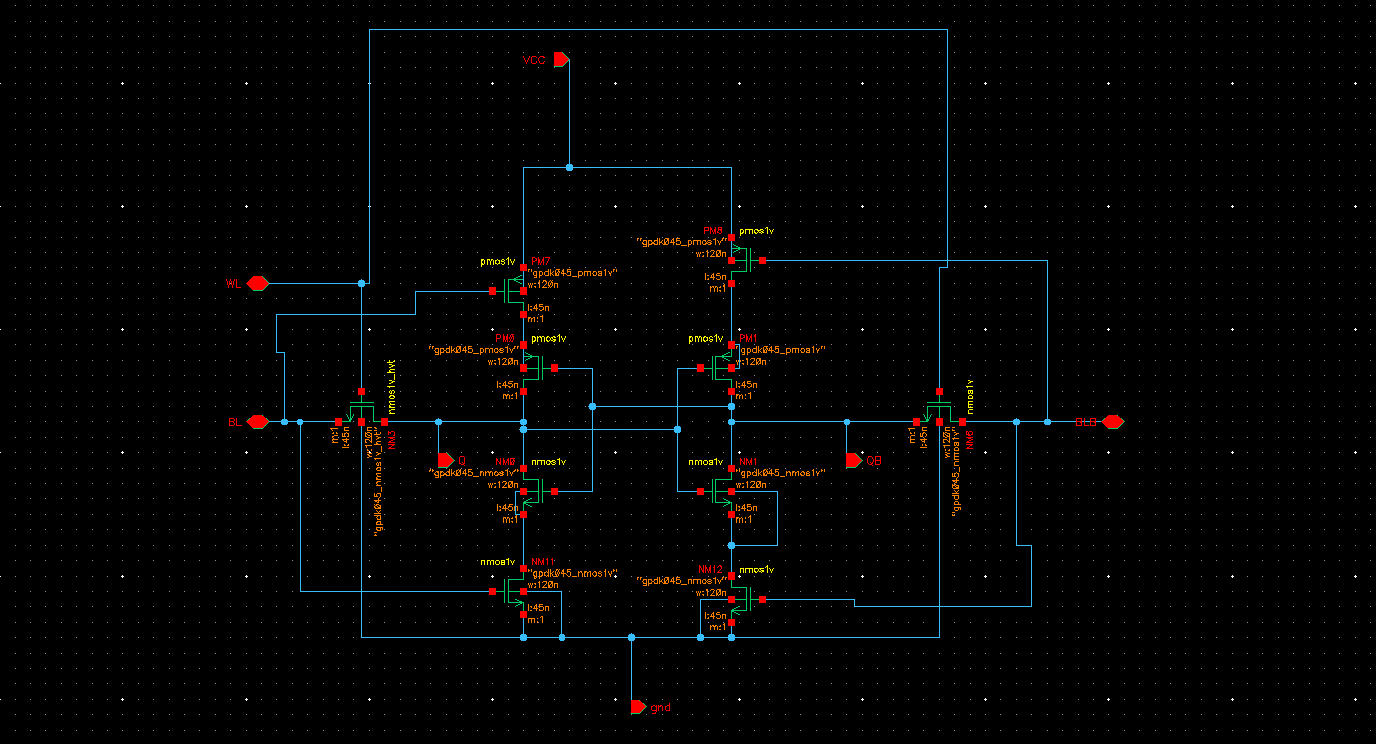 VCC
PM8 pmos1v
"gpdk045_pmos1v"
w:120n
l:45n
m:1
pmos1v PM7
"gpdk045_pmos1v"
w:120n
l:45n
m:1
WL
PM0 pmos1v
"gpdk045_pmos1v"
w:120n
l:45n
m:1
pmos1v PM1
"gpdk045_pmos1v"
w:120n
l:45n
m:1
BL
nmos1v_hvt
NM3
"gpdk045_nmos1v_hvt"
w:120n
l:45n
m:1
nmos1v
"gpdk045_nmos1v"
w:120n
l:45n
m:1
BLB
Q
QB
NM0 nmos1v
"gpdk045_nmos1v"
w:120n
l:45n
m:1
nmos1v NM1
"gpdk045_nmos1v"
w:120n
l:45n
m:1
nmos1v NM11
"gpdk045_nmos1v"
w:120n
l:45n
m:1
NM12 nmos1v
"gpdk045_nmos1v"
w:120n
l:45n
m:1
gnd